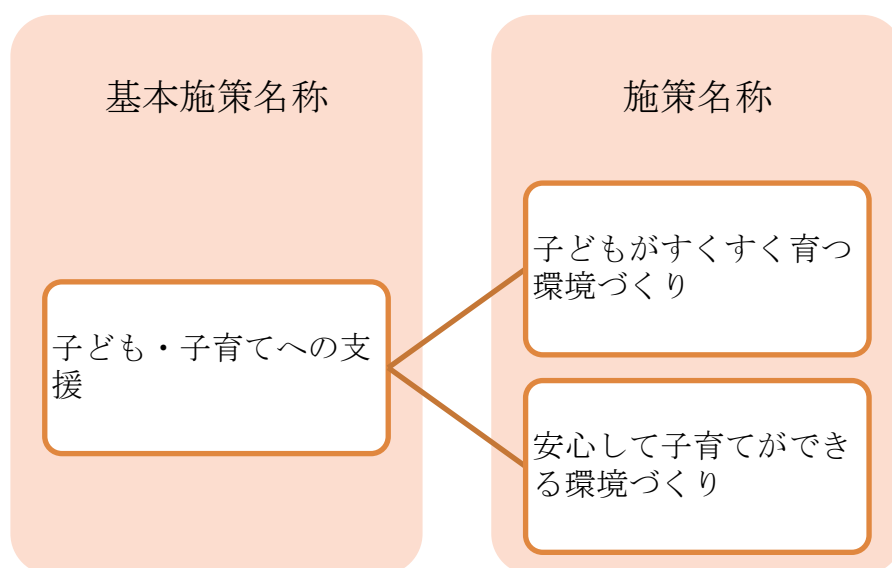 基本施策名称
施策名称
子ども・子育てへの支
援
子どもがすくすく育つ
環境づくり
安心して子育てができ
る環境づくり